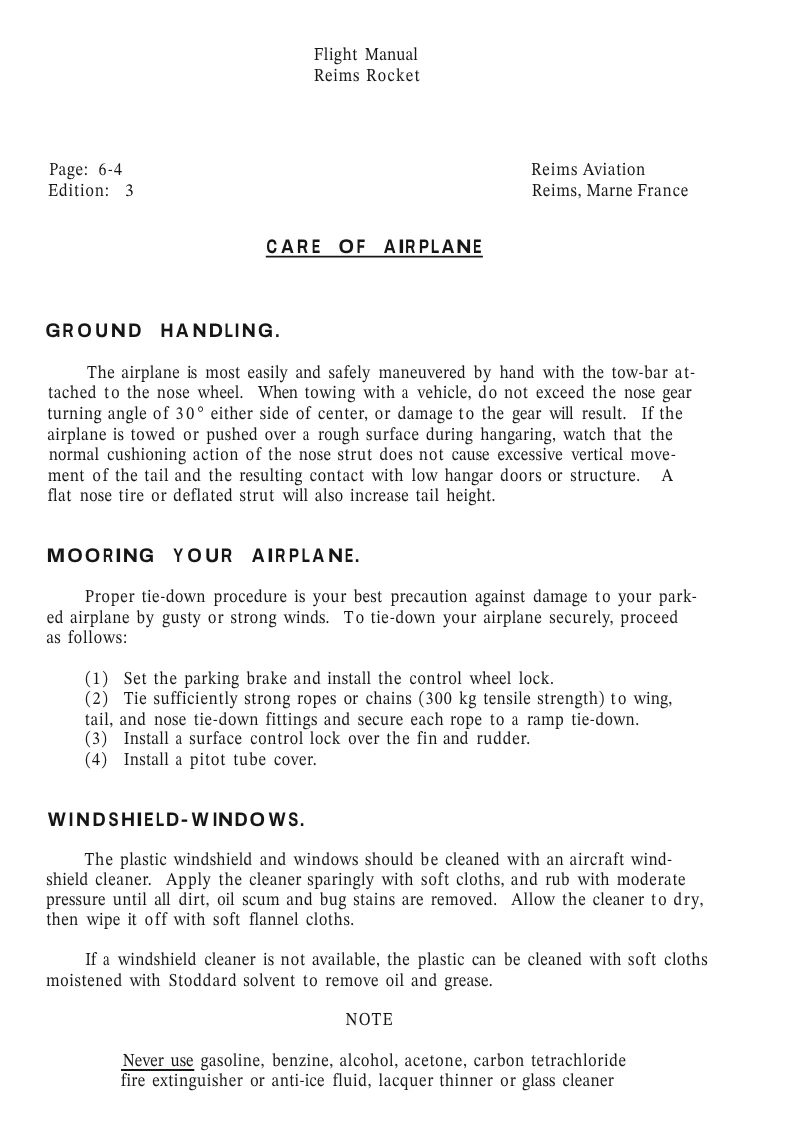 Flight Manual
Reims Rocket
Page: 6-4
Edition: 3
Reims Aviation
Reims, Marne France
CARE OF AIRPLANE
GROUND HANDLING.
The airplane is most easily and safely maneuvered by hand with the tow-bar at-
tached to the nose wheel. When towing with a vehicle, do not exceed the nose gear
turning angle of 30° either side of center, or damage to the gear will result. If the
airplane is towed or pushed over a rough surface during hangaring, watch that the
normal cushioning action of the nose strut does not cause excessive vertical move-
ment of the tail and the resulting contact with low hangar doors or structure. A
flat nose tire or deflated strut will also increase tail height.
MOORING YOUR AIRPLANE.
Proper tie-down procedure is your best precaution against damage to your park-
ed airplane by gusty or strong winds. To tie-down your airplane securely, proceed
as follows:
(1) Set the parking brake and install the control wheel lock.
(2) Tie sufficiently strong ropes or chains (300 kg tensile strength) to wing,
tail, and nose tie-down fittings and secure each rope to a ramp tie-down.
(3) Install a surface control lock over the fin and rudder.
(4) Install a pitot tube cover.
WINDSHIELD-WINDOWS.
The plastic windshield and windows should be cleaned with an aircraft wind-
shield cleaner. Apply the cleaner sparingly with soft cloths, and rub with moderate
pressure until all dirt, oil scum and bug stains are removed. Allow the cleaner to dry,
then wipe it off with soft flannel cloths.
If a windshield cleaner is not available, the plastic can be cleaned with soft cloths
moistened with Stoddard solvent to remove oil and grease.
NOTE
Never use gasoline, benzine, alcohol, acetone, carbon tetrachloride
fire extinguisher or anti-ice fluid, lacquer thinner or glass cleaner